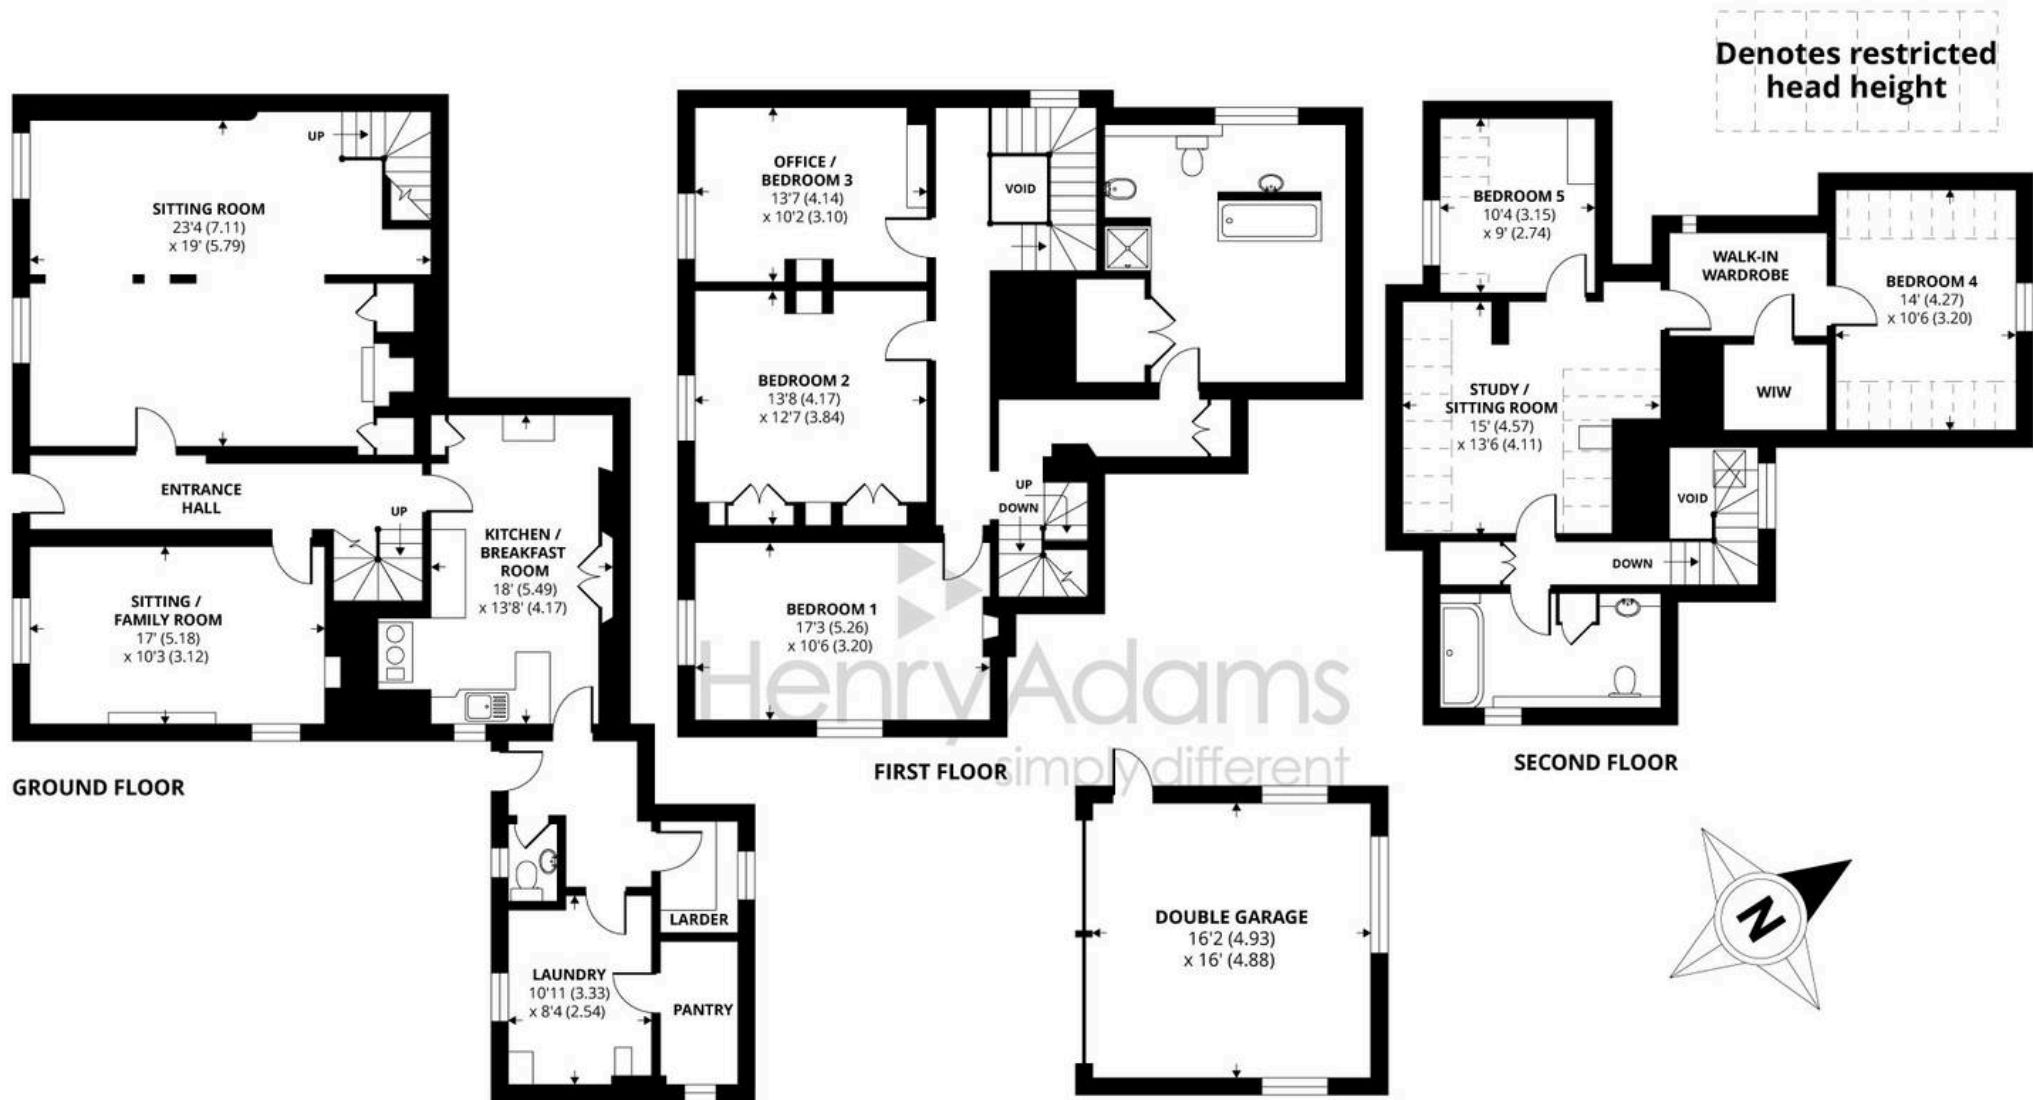 Denotes restricted
head height
SITTING ROOM
23'4 (7.11)
x 19' (5.79)
UP
ENTRANCE
HALL
UP
KITCHEN /
BREAKFAST
ROOM
18' (5.49)
x 13'8' (4.17)
SITTING /
FAMILY ROOM
17' (5.18)
x 10'3 (3.12)
LARDER
LAUNDRY
10'11 (3.33)
x 8'4 (2.54)
PANTRY
GROUND FLOOR
OFFICE /
BEDROOM 3
13'7 (4.14)
x 10'2 (3.10)
VOID
BEDROOM 2
13'8 (4.17)
x 12'7 (3.84)
UP
DOWN
BEDROOM 1
17'3 (5.26)
x 10'6 (3.20)
Henry Adams
simply different
FIRST FLOOR
BEDROOM 5
10'4 (3.15)
x 9' (2.74)
WALK-IN
WARDROBE
BEDROOM 4
14' (4.27)
x 10'6 (3.20)
STUDY /
SITTING ROOM
15' (4.57)
x 13'6 (4.11)
WIW
VOID
DOWN
SECOND FLOOR
DOUBLE GARAGE
16'2 (4.93)
x 16' (4.88)
N